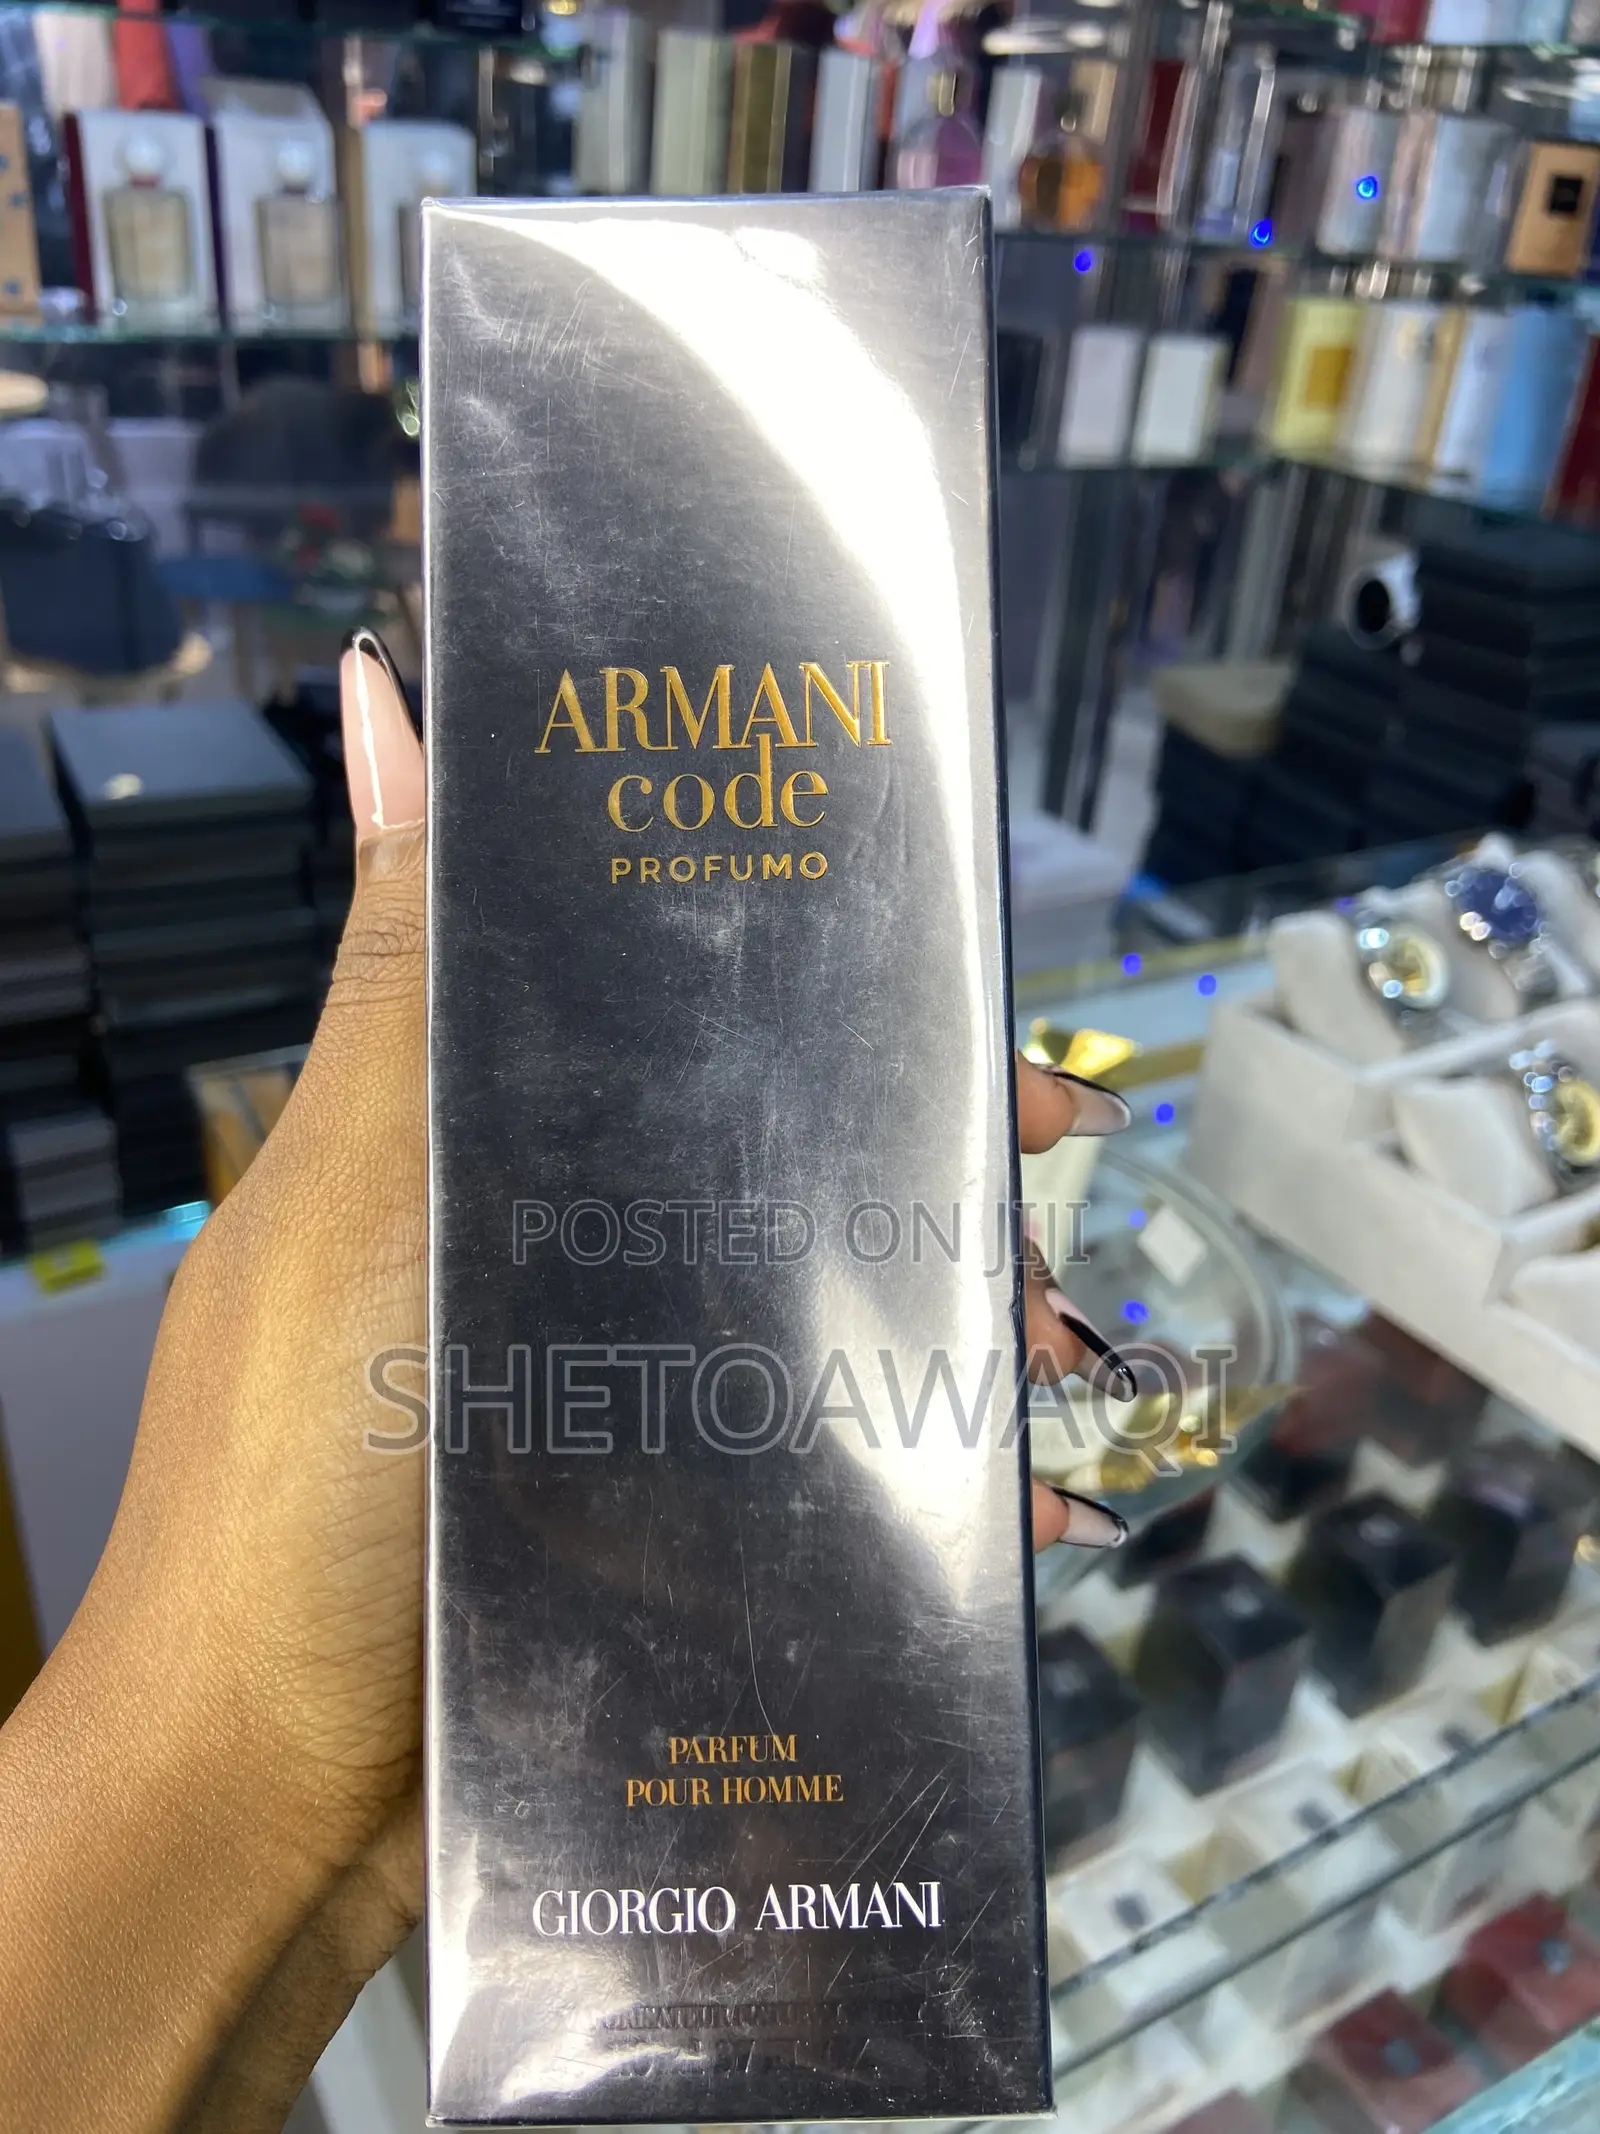 ARMANI
code
PROFUMO
POSTED ON JIJI
SHETOAWAQI
PARFUM
POUR HOMME
GIORGIO ARMANI